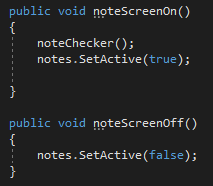 public void noteScreenOn()
{
    noteChecker();
    notes.SetActive(true);
}
public void noteScreenOff()
{
    notes.SetActive(false);
}